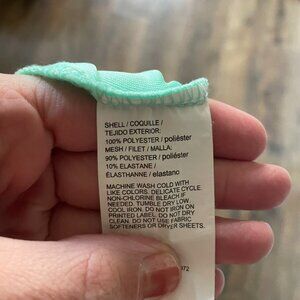 SHELL / COQUILLE /
TEJIDO EXTERIOR:
100% POLYESTER / poliéster
MESH / FILET / MALLA:
90% POLYESTER / poliéster
10% ELASTANE /
ÉLASTHANNE / elastano
MACHINE WASH COLD WITH
LIKE COLORS. DELICATE CYCLE.
NON-CHLORINE BLEACH IF
NEEDED. TUMBLE DRY LOW.
COOL IRON. DO NOT IRON ON
PRINTED LABEL. DO NOT DRY
CLEAN. DO NOT USE FABRIC
SOFTENERS OR DRYER SHEETS.